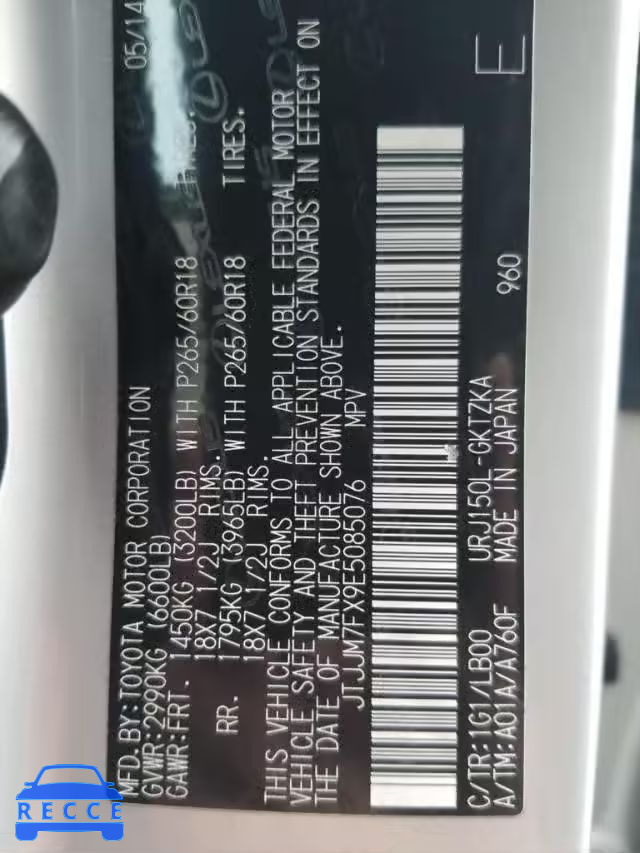 MFD.BY:TOYOTA MOTOR CORPORATION 05/14
GVWR:2990KG (6600LB)
GAWR:FRT. 1450KG (3200LB) WITH P265/60R18 TIRES.
18X7 1/2J RIMS.
RR. 1795KG (3965LB) WITH P265/60R18 TIRES.
18X7 1/2J RIMS.
THIS VEHICLE CONFORMS TO ALL APPLICABLE FEDERAL MOTOR
VEHICLE SAFETY AND THEFT PREVENTION STANDARDS IN EFFECT ON
THE DATE OF MANUFACTURE SHOWN ABOVE.
JTJJM7FX9E5085076 MPV
C/TR:1G1/LB00 URJ150L-GKTZKA 960 E
A/TM:A01A/A760F MADE IN JAPAN
RECCE